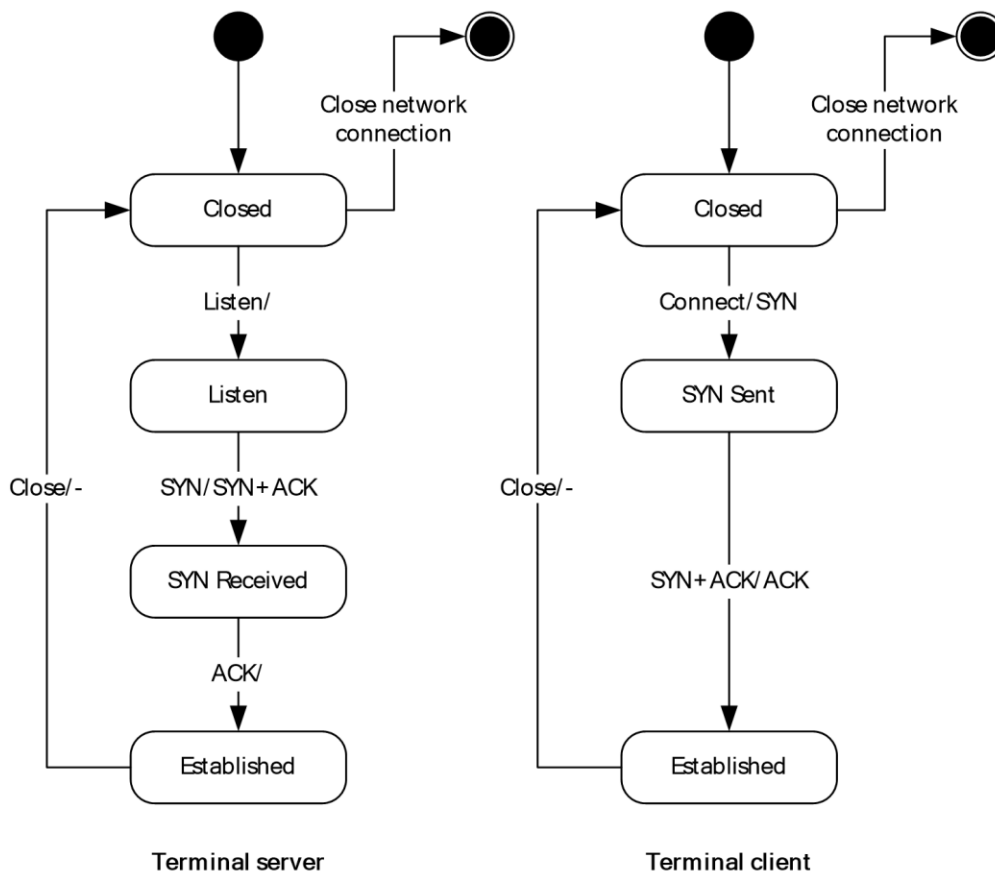 Close network
connection
Closed
Listen/
Listen
Close/-
SYN/SYN+ACK
SYN Received
ACK/
Established
Terminal server
Close network
connection
Closed
Connect/SYN
SYN Sent
Close/-
SYN+ACK/ACK
Established
Terminal client